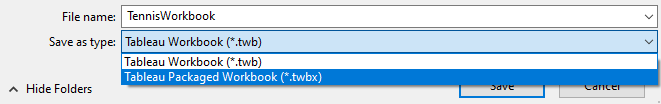 File name: TennisWorkbook
Save as type: Tableau Workbook (*.twb)
Tableau Workbook (*.twb)
Tableau Packaged Workbook (*.twbx)
Hide Folders Save Cancel